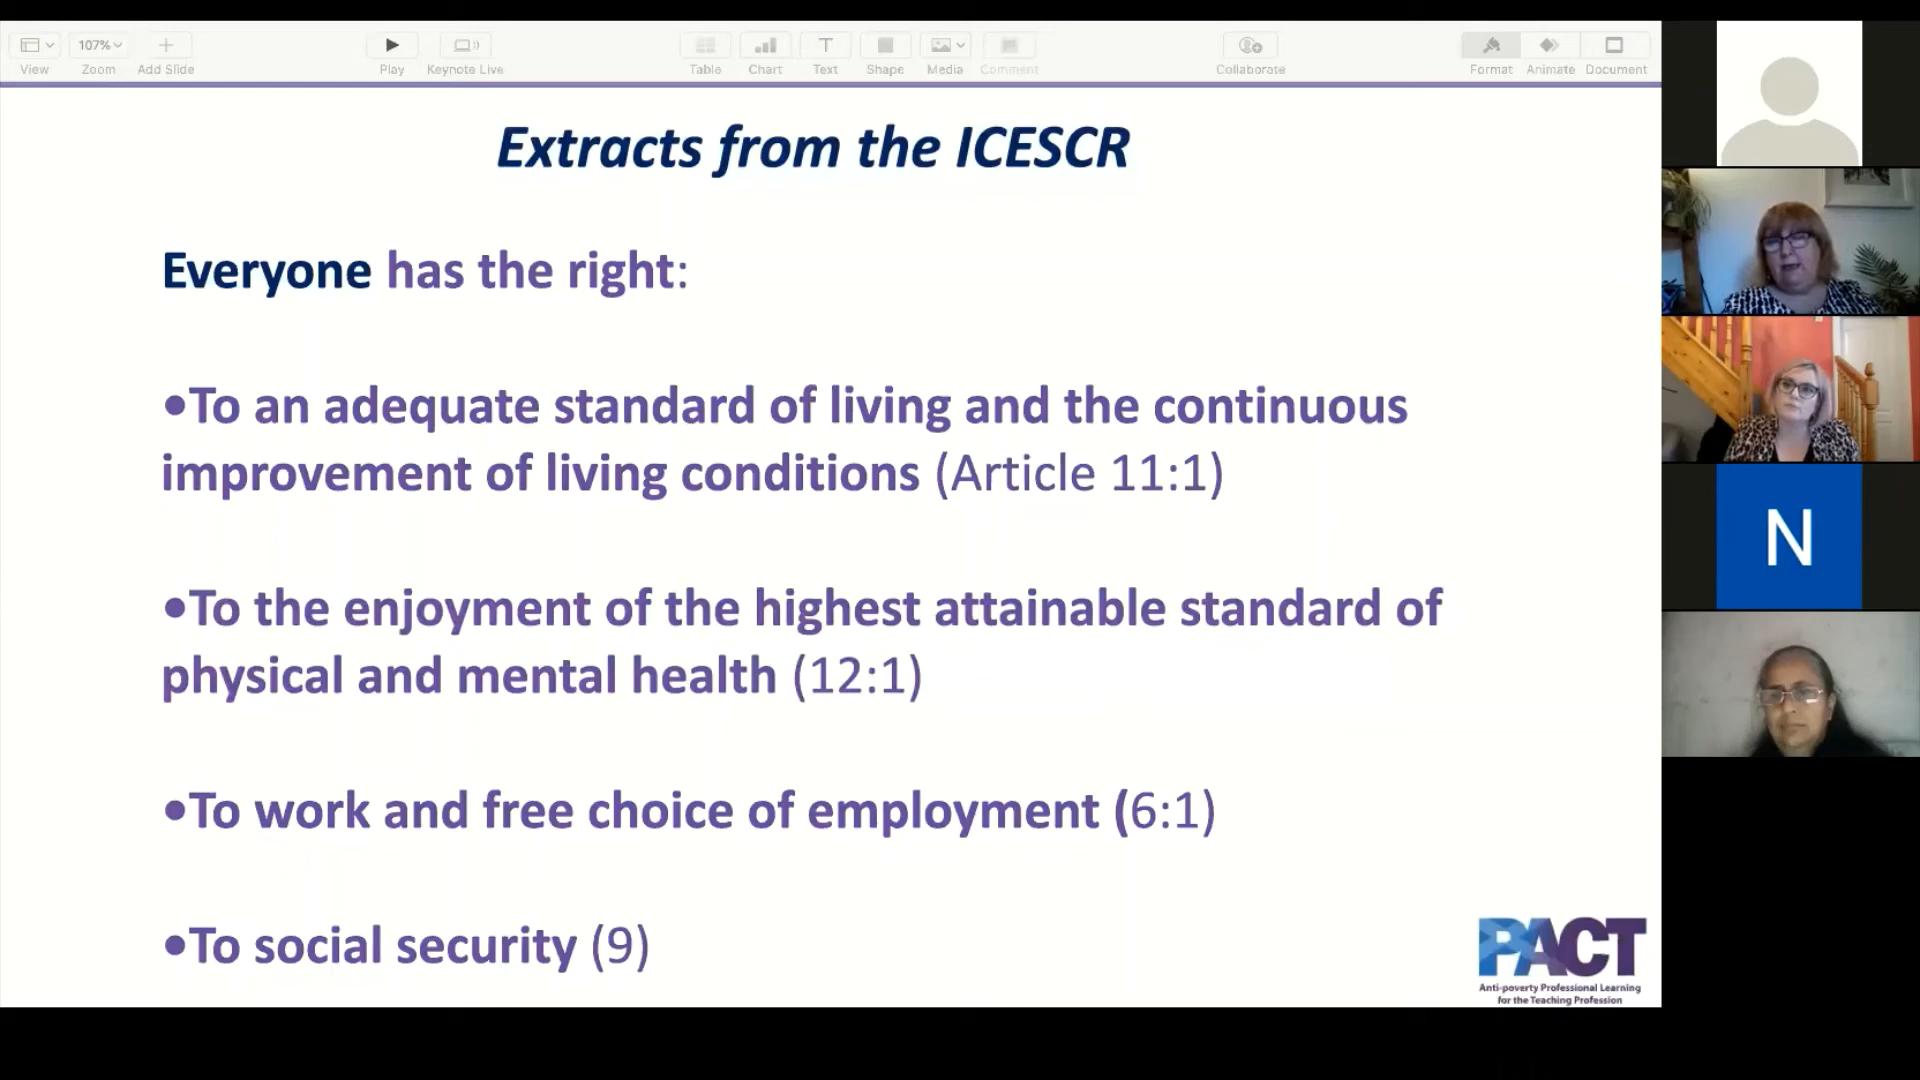 107%
View
Zoom
Add Slide
Play
Keynote Live
Table
Chart
T
Text
Shape
Media
Comment
Collaborate
Format
Animate
Document
Extracts from the ICESCR
Everyone has the right:
•To an adequate standard of living and the continuous
improvement of living conditions (Article 11:1)
•To the enjoyment of the highest attainable standard of
physical and mental health (12:1)
•To work and free choice of employment (6:1)
•To social security (9)
PACT
Anti-poverty Professional Learning
for the Teaching Profession
N